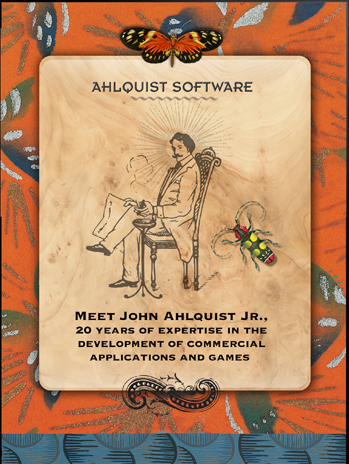 AHLQUIST SOFTWARE
MEET JOHN AHLQUIST JR.,
20 YEARS OF EXPERTISE IN THE
DEVELOPMENT OF COMMERCIAL
APPLICATIONS AND GAMES